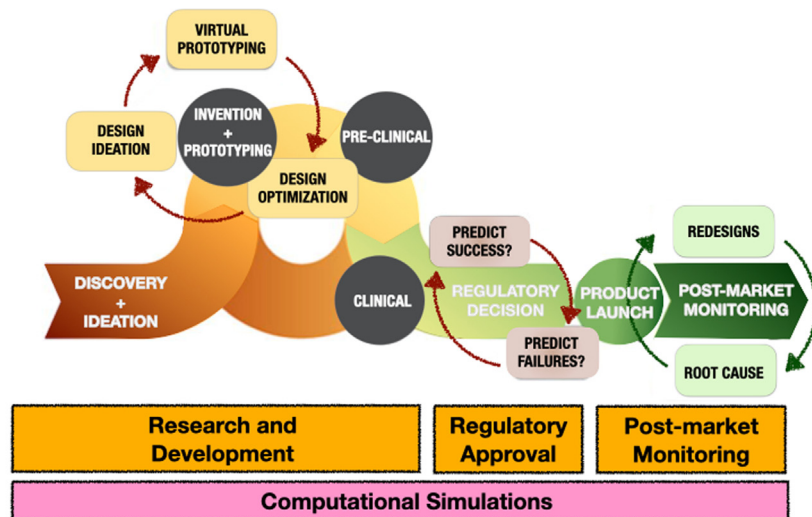 VIRTUAL
PROTOTYPING
DESIGN
IDEATION
INVENTION
+
PROTOTYPING
PRE-CLINICAL
DESIGN
OPTIMIZATION
PREDICT
SUCCESS?
REDESIGNS
DISCOVERY
+
IDEATION
CLINICAL
REGULATORY
DECISION
PRODUCT
LAUNCH
POST-MARKET
MONITORING
PREDICT
FAILURES?
ROOT CAUSE
Research and
Development
Regulatory
Approval
Post-market
Monitoring
Computational Simulations